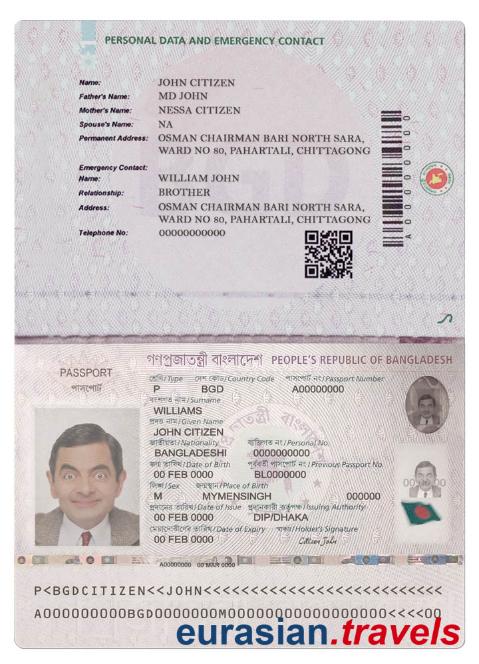 PERSONAL DATA AND EMERGENCY CONTACT
Name: JOHN CITIZEN
Father's Name: MD JOHN
Mother's Name: NESSA CITIZEN
Spouse's Name: NA
Permanent Address: OSMAN CHAIRMAN BARI NORTH SARA,
WARD NO 80, PAHARTALI, CHITTAGONG
Emergency Contact:
Name: WILLIAM JOHN
Relationship: BROTHER
Address: OSMAN CHAIRMAN BARI NORTH SARA,
WARD NO 80, PAHARTALI, CHITTAGONG
Telephone No: 00000000000
A00000000
BGD
গণপ্রজাতন্ত্রী বাংলাদেশ PEOPLE'S REPUBLIC OF BANGLADESH
PASSPORT
পাসপোর্ট
শ্রেণি/Type দেশ কোড/Country Code পাসপোর্ট নং/Passport Number
P BGD A00000000
বংশগত নাম/Surname
WILLIAMS
প্রদত্ত নাম/Given Name
JOHN CITIZEN
জাতীয়তা/Nationality ব্যক্তিগত নং/Personal No.
BANGLADESHI 0000000000
জন্ম তারিখ/Date of Birth পূর্ববর্তী পাসপোর্ট নং/Previous Passport No.
00 FEB 0000 BL0000000
লিঙ্গ/Sex জন্মস্থান/Place of Birth
M MYMENSINGH 000000
প্রদানের তারিখ/Date of Issue প্রদানকারী কর্তৃপক্ষ/Issuing Authority
00 FEB 0000 DIP/DHAKA
মেয়াদোত্তীর্ণের তারিখ/Date of Expiry স্বাক্ষর/Holder's Signature
00 FEB 0000 Citizen John
A00000000 00 MAR 0000
P<BGDCITIZEN<<JOHN<<<<<<<<<<<<<<<<<<<<<<<<<<
A000000000BGD0000000M00000000000000000<<<<00
eurasian.travels